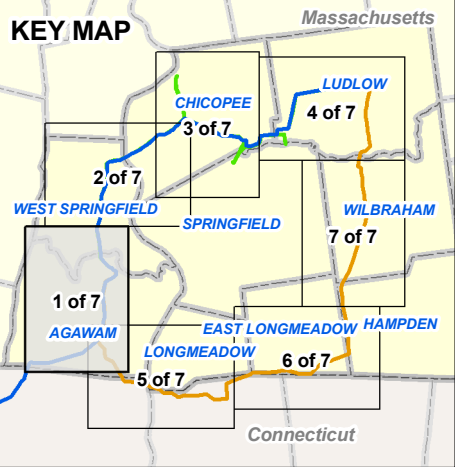 Massachusetts
KEY MAP
LUDLOW
CHICOPEE
4 of 7
3 of 7
2 of 7
WEST SPRINGFIELD
WILBRAHAM
SPRINGFIELD
7 of 7
1 of 7
HAMPDEN
EAST LONGMEADOW
AGAWAM
LONGMEADOW
6 of 7
5 of 7
Connecticut